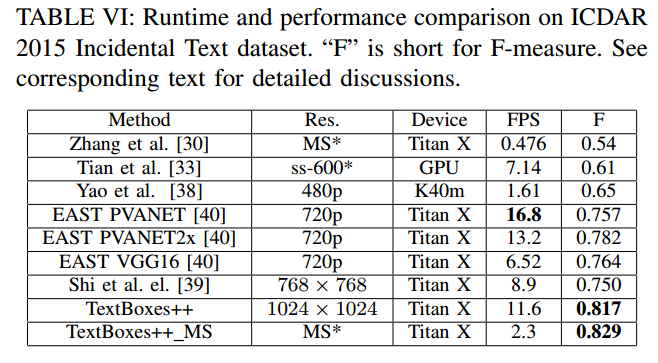 TABLE VI: Runtime and performance comparison on ICDAR
2015 Incidental Text dataset. “F” is short for F-measure. See
corresponding text for detailed discussions.
Method Res. Device FPS F
Zhang et al. [30] MS* Titan X 0.476 0.54
Tian et al. [33] ss-600* GPU 7.14 0.61
Yao et al. [38] 480p K40m 1.61 0.65
EAST PVANET [40] 720p Titan X 16.8 0.757
EAST PVANET2x [40] 720p Titan X 13.2 0.782
EAST VGG16 [40] 720p Titan X 6.52 0.764
Shi et al. el. [39] 768 × 768 Titan X 8.9 0.750
TextBoxes++ 1024 × 1024 Titan X 11.6 0.817
TextBoxes++_MS MS* Titan X 2.3 0.829